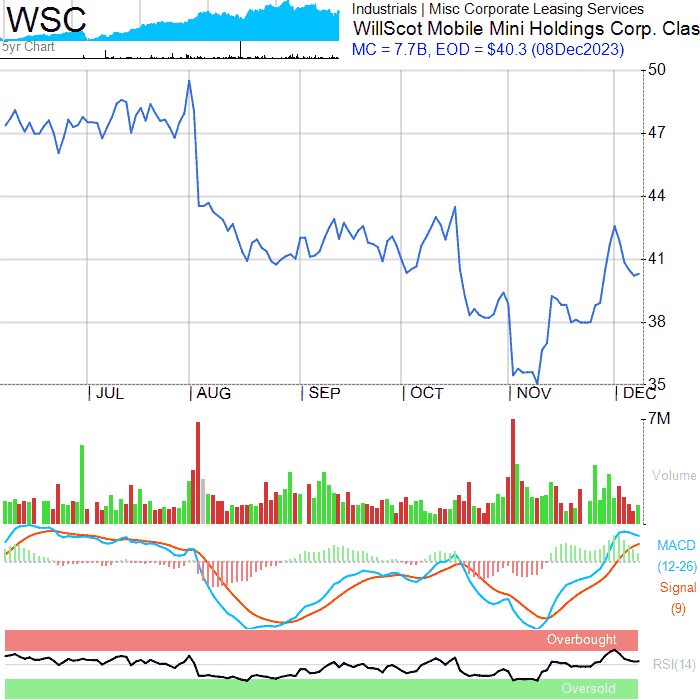 WSC
5yr Chart
Industrials | Misc Corporate Leasing Services
WillScot Mobile Mini Holdings Corp. Clas
MC = 7.7B, EOD = $40.3 (08Dec2023)
50
47
44
41
38
35
JUL AUG SEP OCT NOV DEC
7M
Volume
MACD
(12-26)
Signal
(9)
Overbought
RSI(14)
Oversold